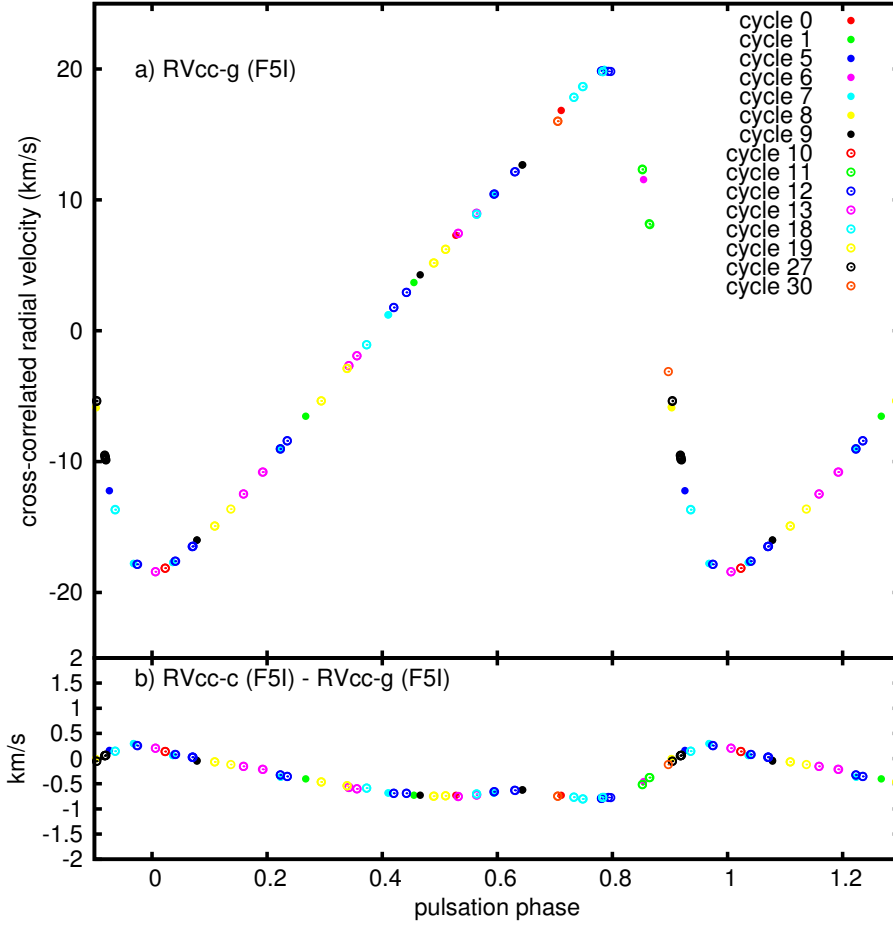 a) RVcc-g (F5I)
cycle 0
cycle 1
cycle 5
cycle 6
cycle 7
cycle 8
cycle 9
cycle 10
cycle 11
cycle 12
cycle 13
cycle 18
cycle 19
cycle 27
cycle 30
cross-correlated radial velocity (km/s)
20
10
0
-10
-20
b) RVcc-c (F5I) - RVcc-g (F5I)
km/s
2
1.5
1
0.5
0
-0.5
-1
-1.5
-2
0
0.2
0.4
0.6
0.8
1
1.2
pulsation phase